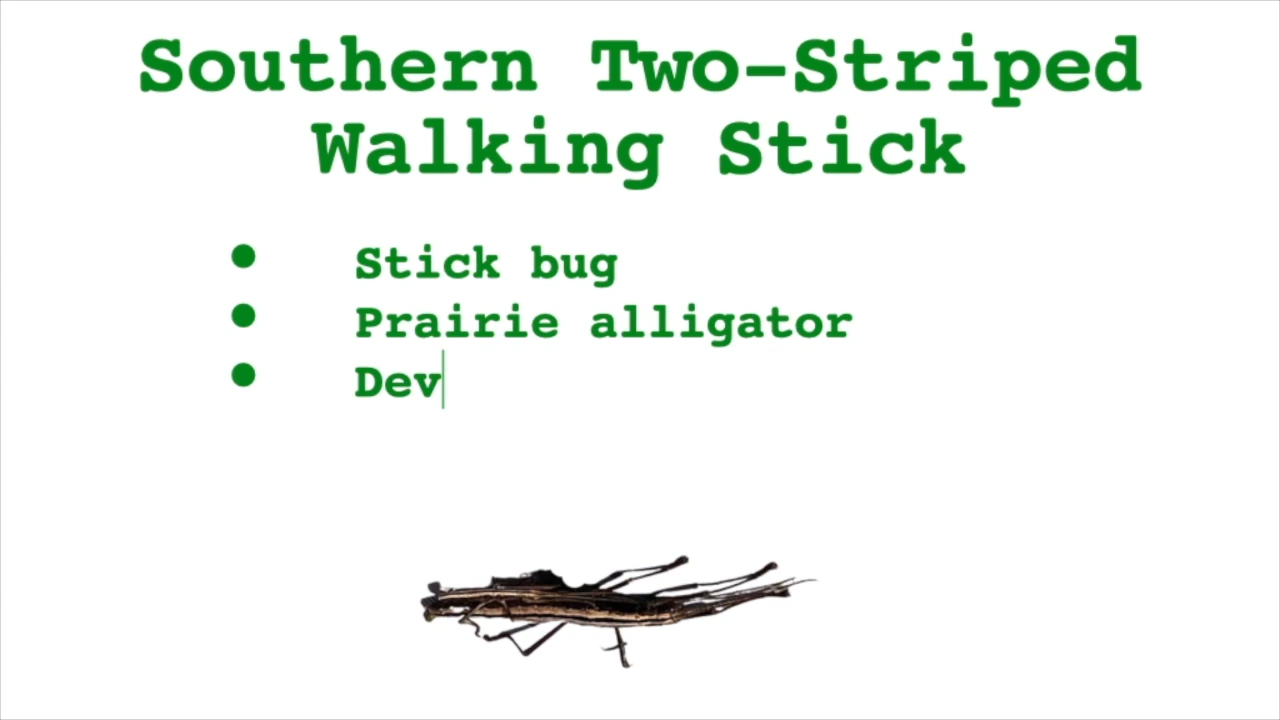 Southern Two-Striped
Walking Stick
● Stick bug
● Prairie alligator
● Dev